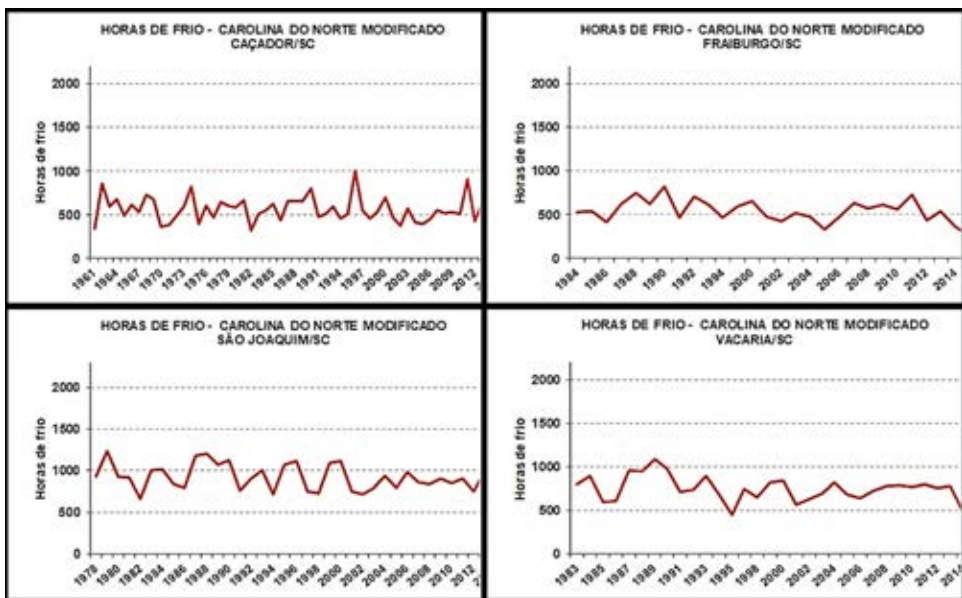 HORAS DE FRIO - CAROLINA DO NORTE MODIFICADO
CAÇADOR/SC
Horas de frio
2000
1500
1000
500
0
1961 1964 1967 1970 1973 1976 1979 1982 1985 1988 1991 1994 1997 2000 2003 2006 2009 2012
HORAS DE FRIO - CAROLINA DO NORTE MODIFICADO
FRAIBURGO/SC
Horas de frio
2000
1500
1000
500
0
1984 1986 1988 1990 1992 1994 2000 2002 2004 2006 2008 2010 2012 2014
HORAS DE FRIO - CAROLINA DO NORTE MODIFICADO
SÃO JOAQUIM/SC
Horas de frio
2000
1500
1000
500
0
1978 1980 1982 1984 1986 1988 1990 1992 1994 1996 1998 2000 2002 2004 2006 2008 2010 2012
HORAS DE FRIO - CAROLINA DO NORTE MODIFICADO
VACARIA/SC
Horas de frio
2000
1500
1000
500
0
1983 1985 1987 1989 1991 1993 1995 1997 1998 2000 2002 2004 2006 2008 2010 2012 2014